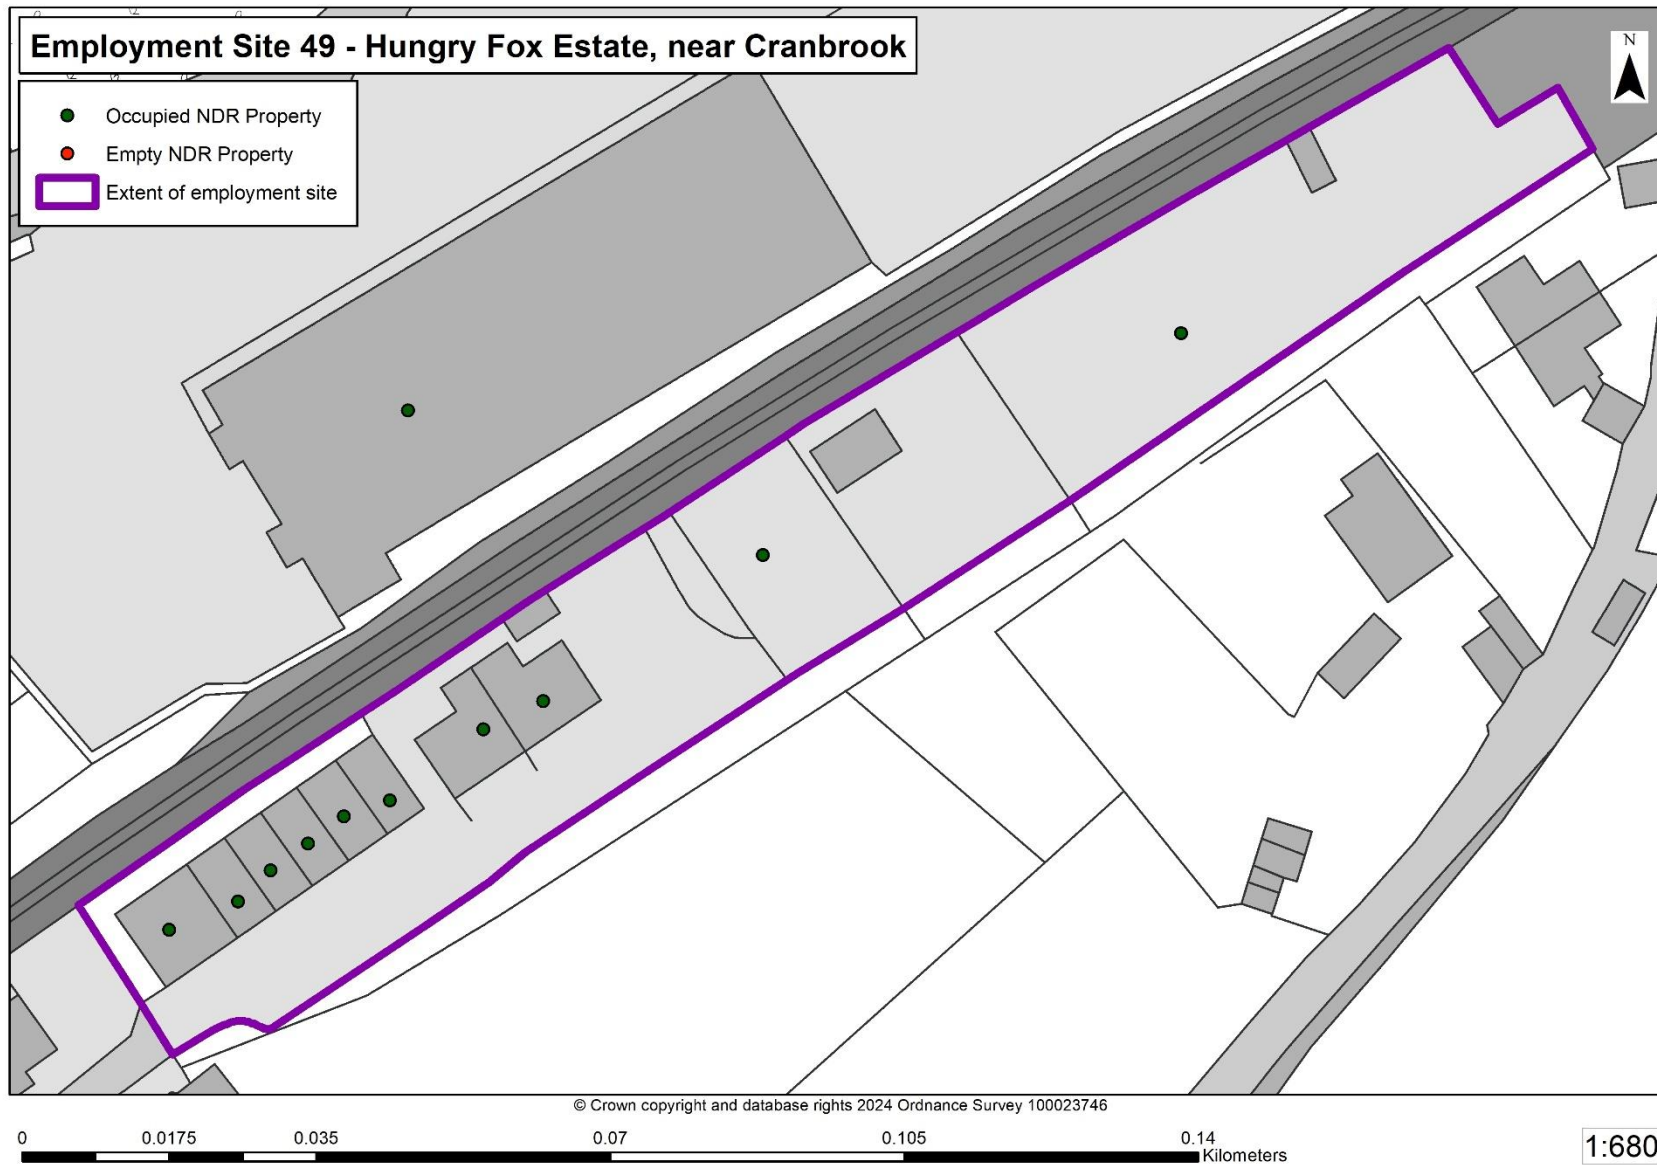 Employment Site 49 - Hungry Fox Estate, near Cranbrook
N
Occupied NDR Property
Empty NDR Property
Extent of employment site
© Crown copyright and database rights 2024 Ordnance Survey 100023746
0 0.0175 0.035 0.07 0.105 0.14
Kilometers
1:680